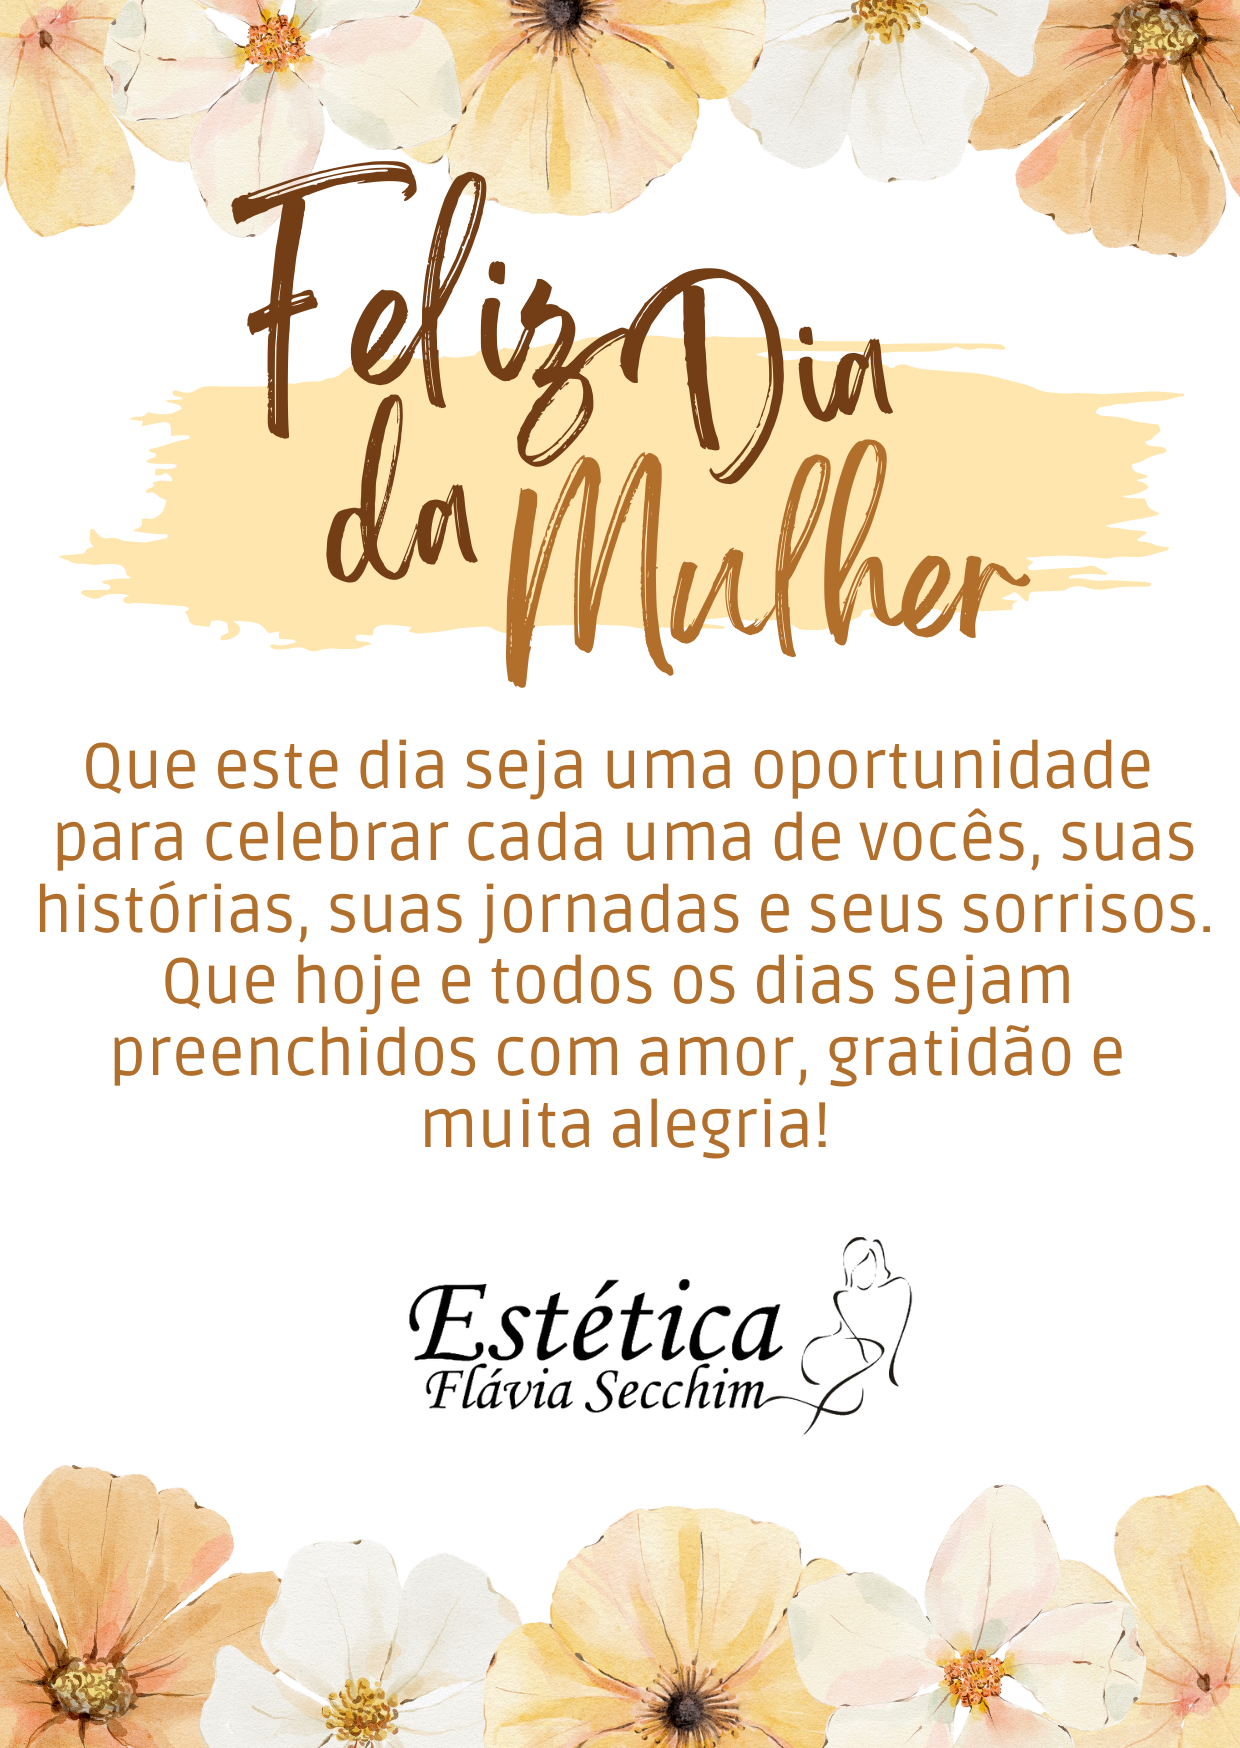 Feliz Dia
da Mulher
Que este dia seja uma oportunidade
para celebrar cada uma de vocês, suas
histórias, suas jornadas e seus sorrisos.
Que hoje e todos os dias sejam
preenchidos com amor, gratidão e
muita alegria!
Estética
Flávia Secchim